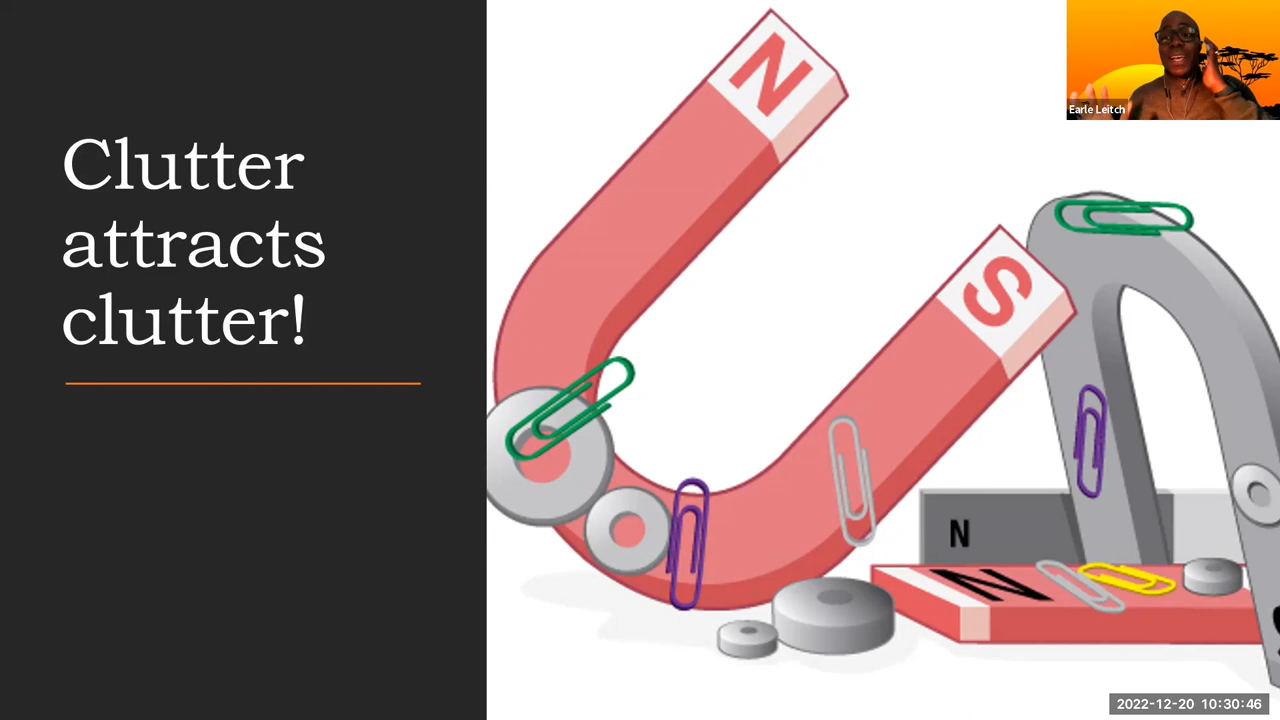 Clutter
attracts
clutter!
N
S
N
N
Earle Leitch
2022-12-20 10:30:46